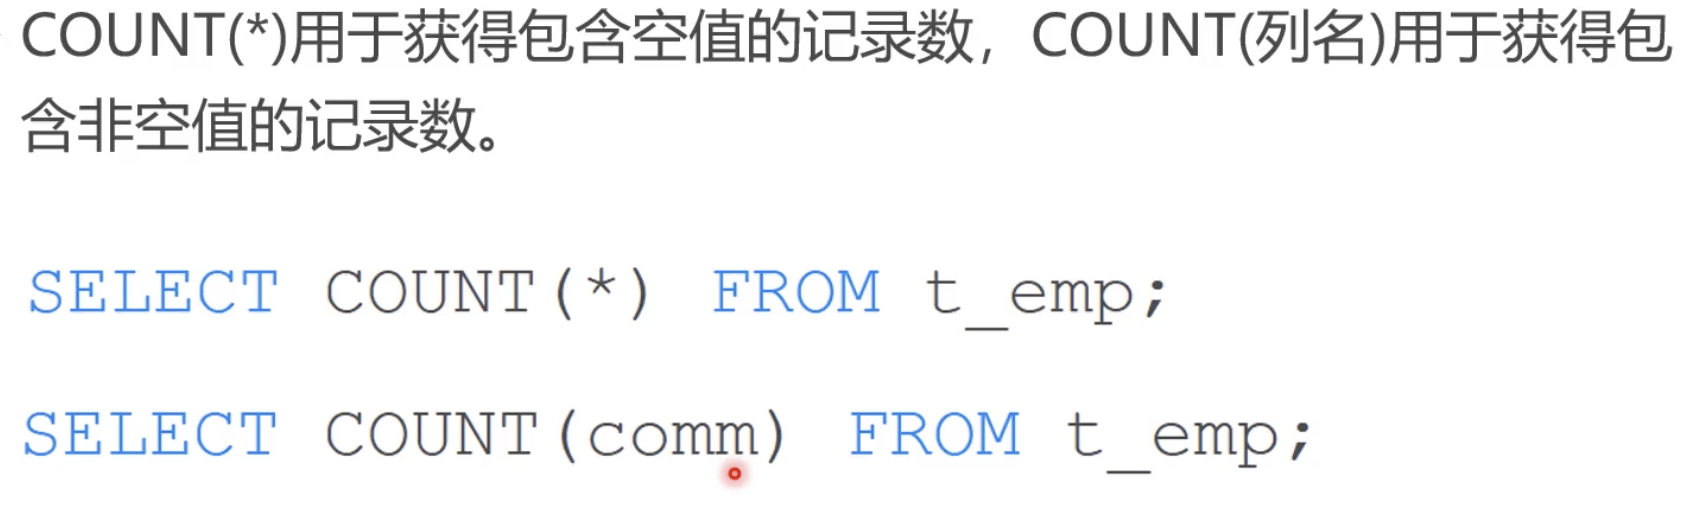 COUNT(*)用于获得包含空值的记录数，COUNT(列名)用于获得包
含非空值的记录数。
SELECT COUNT(*) FROM t_emp;
SELECT COUNT(comm) FROM t_emp;